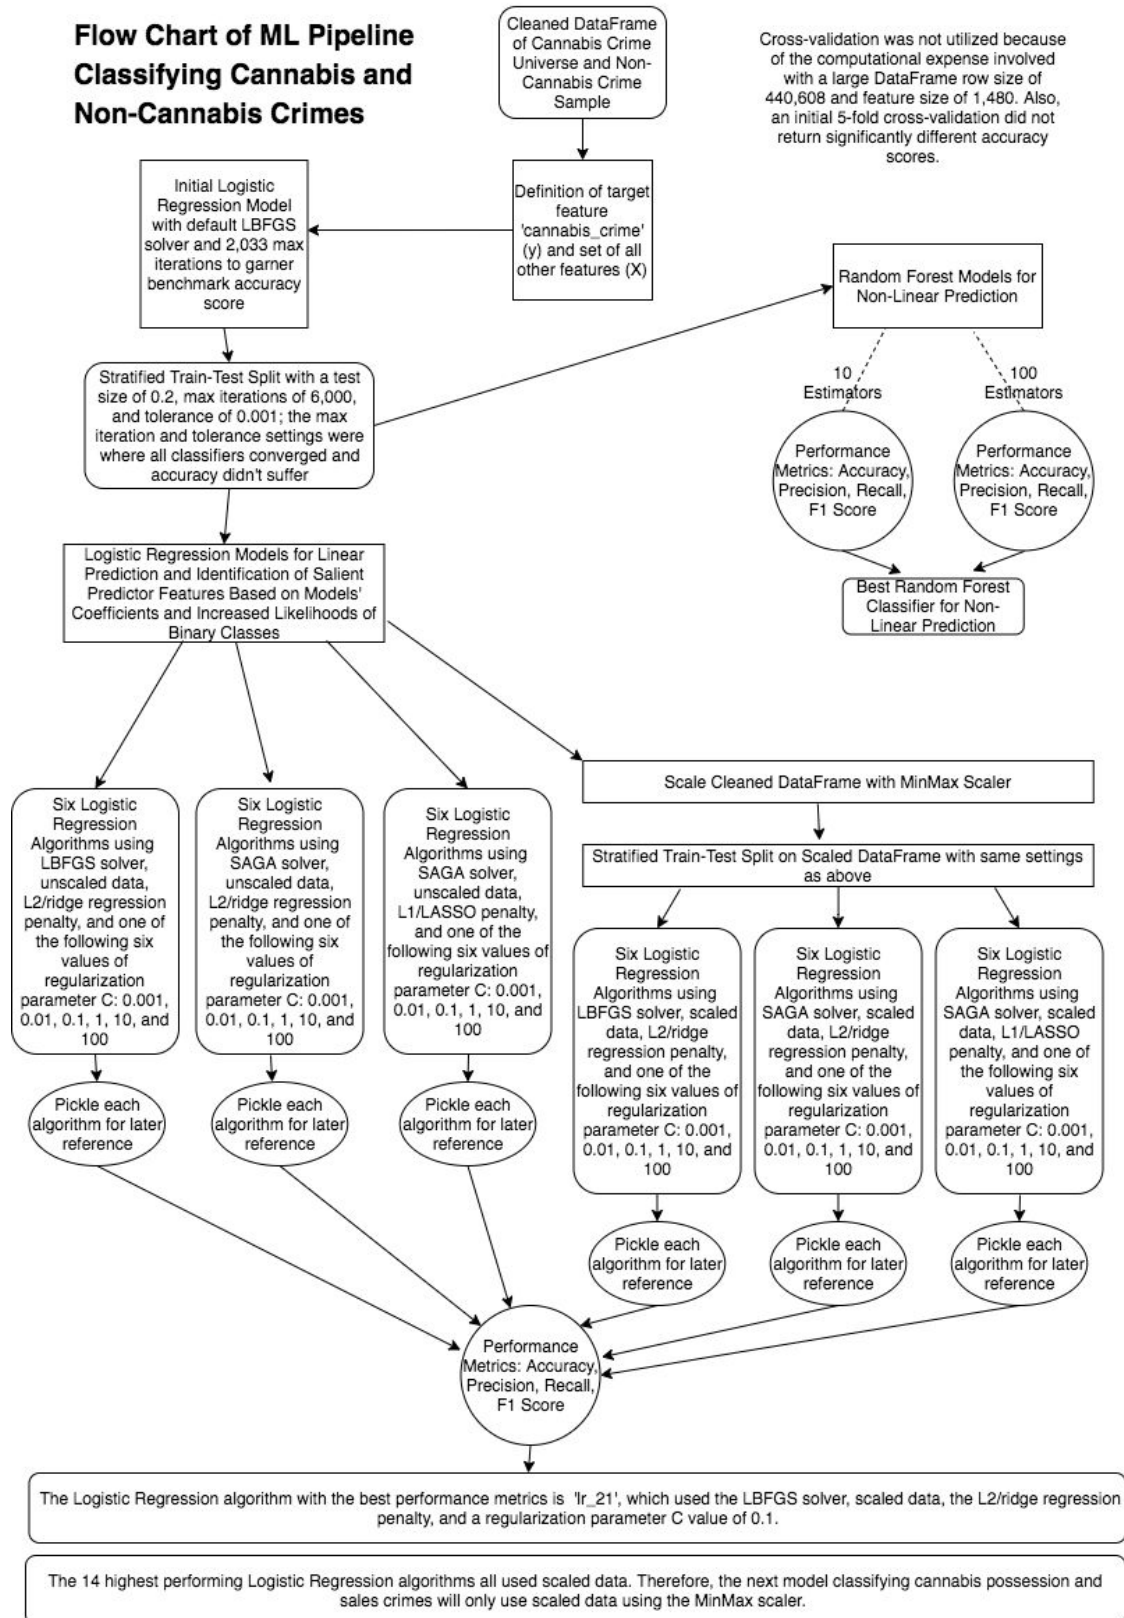 Flow Chart of ML Pipeline
Classifying Cannabis and
Non-Cannabis Crimes
Cleaned DataFrame
of Cannabis Crime
Universe and Non-
Cannabis Crime
Sample
Cross-validation was not utilized because
of the computational expense involved
with a large DataFrame row size of
440,608 and feature size of 1,480. Also,
an initial 5-fold cross-validation did not
return significantly different accuracy
scores.
Initial Logistic
Regression Model
with default LBFGS
solver and 2,033 max
iterations to garner
benchmark accuracy
score
Definition of target
feature
'cannabis_crime'
(y) and set of all
other features (X)
Random Forest Models for
Non-Linear Prediction
Stratified Train-Test Split with a test
size of 0.2, max iterations of 6,000,
and tolerance of 0.001; the max
iteration and tolerance settings were
where all classifiers converged and
accuracy didn't suffer
10
Estimators
100
Estimators
Performance
Metrics: Accuracy,
Precision, Recall,
F1 Score
Performance
Metrics: Accuracy,
Precision, Recall,
F1 Score
Best Random Forest
Classifier for Non-
Linear Prediction
Logistic Regression Models for Linear
Prediction and Identification of Salient
Predictor Features Based on Models'
Coefficients and Increased Likelihoods of
Binary Classes
Scale Cleaned DataFrame with MinMax Scaler
Stratified Train-Test Split on Scaled DataFrame with same settings
as above
Six Logistic
Regression
Algorithms using
LBFGS solver,
unscaled data,
L2/ridge regression
penalty, and one of
the following six
values of
regularization
parameter C: 0.001,
0.01, 0.1, 1, 10, and
100
Six Logistic
Regression
Algorithms using
SAGA solver,
unscaled data,
L2/ridge regression
penalty, and one of
the following six
values of
regularization
parameter C: 0.001,
0.01, 0.1, 1, 10, and
100
Six Logistic
Regression
Algorithms using
SAGA solver,
unscaled data,
L1/LASSO penalty,
and one of the
following six values of
regularization
parameter C: 0.001,
0.01, 0.1, 1, 10, and
100
Six Logistic
Regression
Algorithms using
LBFGS solver, scaled
data, L2/ridge
regression penalty,
and one of the
following six values of
regularization
parameter C: 0.001,
0.01, 0.1, 1, 10, and
100
Six Logistic
Regression
Algorithms using
SAGA solver, scaled
data, L2/ridge
regression penalty,
and one of the
following six values of
regularization
parameter C: 0.001,
0.01, 0.1, 1, 10, and
100
Six Logistic
Regression
Algorithms using
SAGA solver, scaled
data, L1/LASSO
penalty, and one of
the following six
values of
regularization
parameter C: 0.001,
0.01, 0.1, 1, 10, and
100
Pickle each
algorithm for later
reference
Pickle each
algorithm for later
reference
Pickle each
algorithm for later
reference
Pickle each
algorithm for later
reference
Pickle each
algorithm for later
reference
Pickle each
algorithm for later
reference
Performance
Metrics: Accuracy,
Precision, Recall,
F1 Score
The Logistic Regression algorithm with the best performance metrics is 'lr_21', which used the LBFGS solver, scaled data, the L2/ridge regression
penalty, and a regularization parameter C value of 0.1.
The 14 highest performing Logistic Regression algorithms all used scaled data. Therefore, the next model classifying cannabis possession and
sales crimes will only use scaled data using the MinMax scaler.